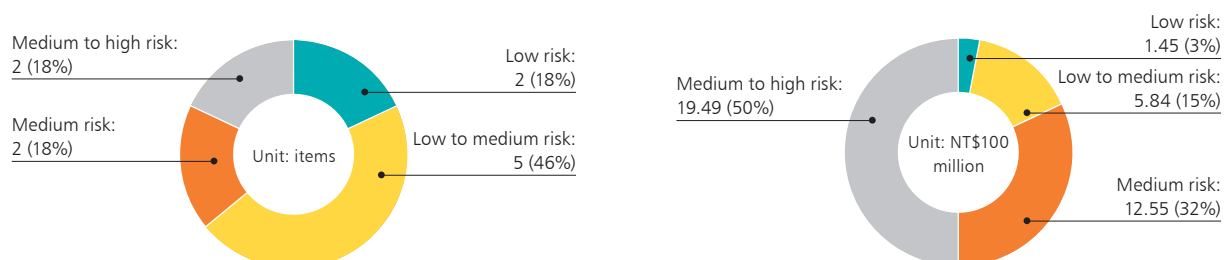 Medium to high risk:
2 (18%)
Low risk:
2 (18%)
Medium risk:
2 (18%)
Low to medium risk:
5 (46%)
Unit: items
Low risk:
1.45 (3%)
Medium to high risk:
19.49 (50%)
Low to medium risk:
5.84 (15%)
Unit: NT$100
million
Medium risk:
12.55 (32%)